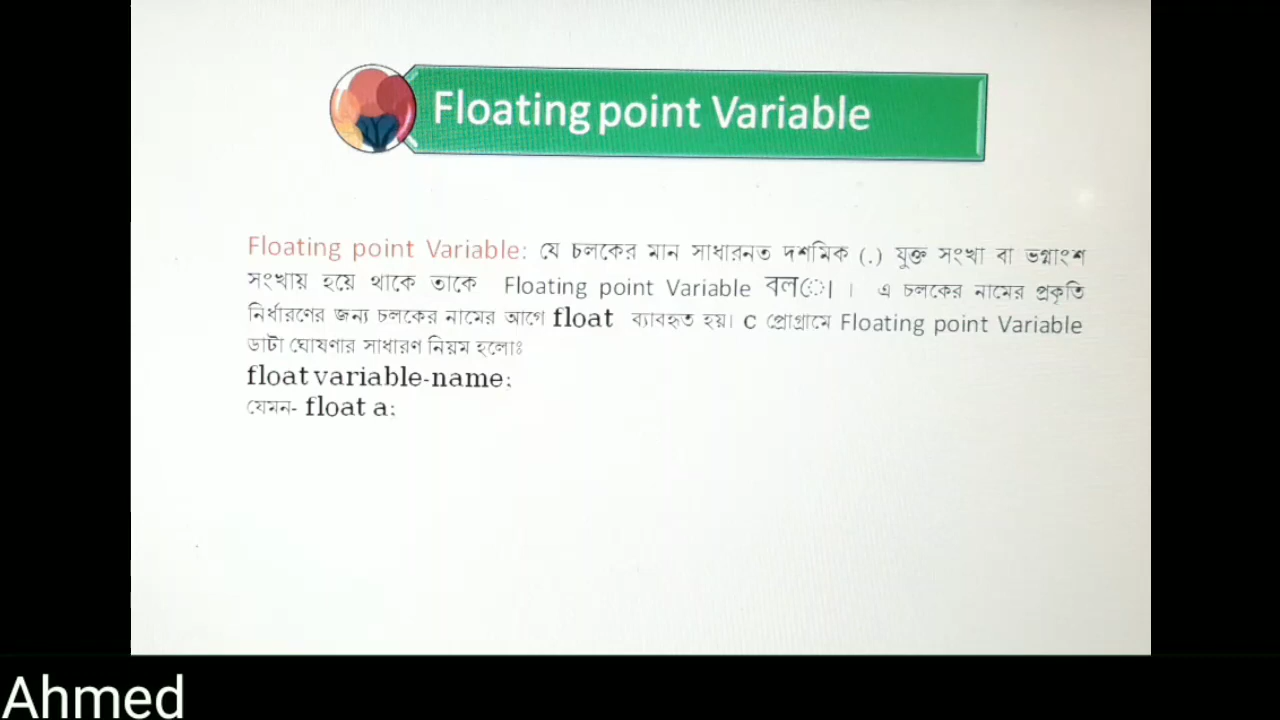 Floating point Variable
Floating point Variable: যে চলকের মান সাধারনত দশমিক (.) যুক্ত সংখা বা ভগ্নাংশ
সংখায় হয়ে থাকে তাকে Floating point Variable বলো। এ চলকের নামের প্রকৃতি
নির্ধারণের জন্য চলকের নামের আগে float ব্যাবহৃত হয়। C প্রোগ্রামে Floating point Variable
ডাটা ঘোষণার সাধারণ নিয়ম হলোঃ
float variable-name;
যেমন- float a;
Ahmed